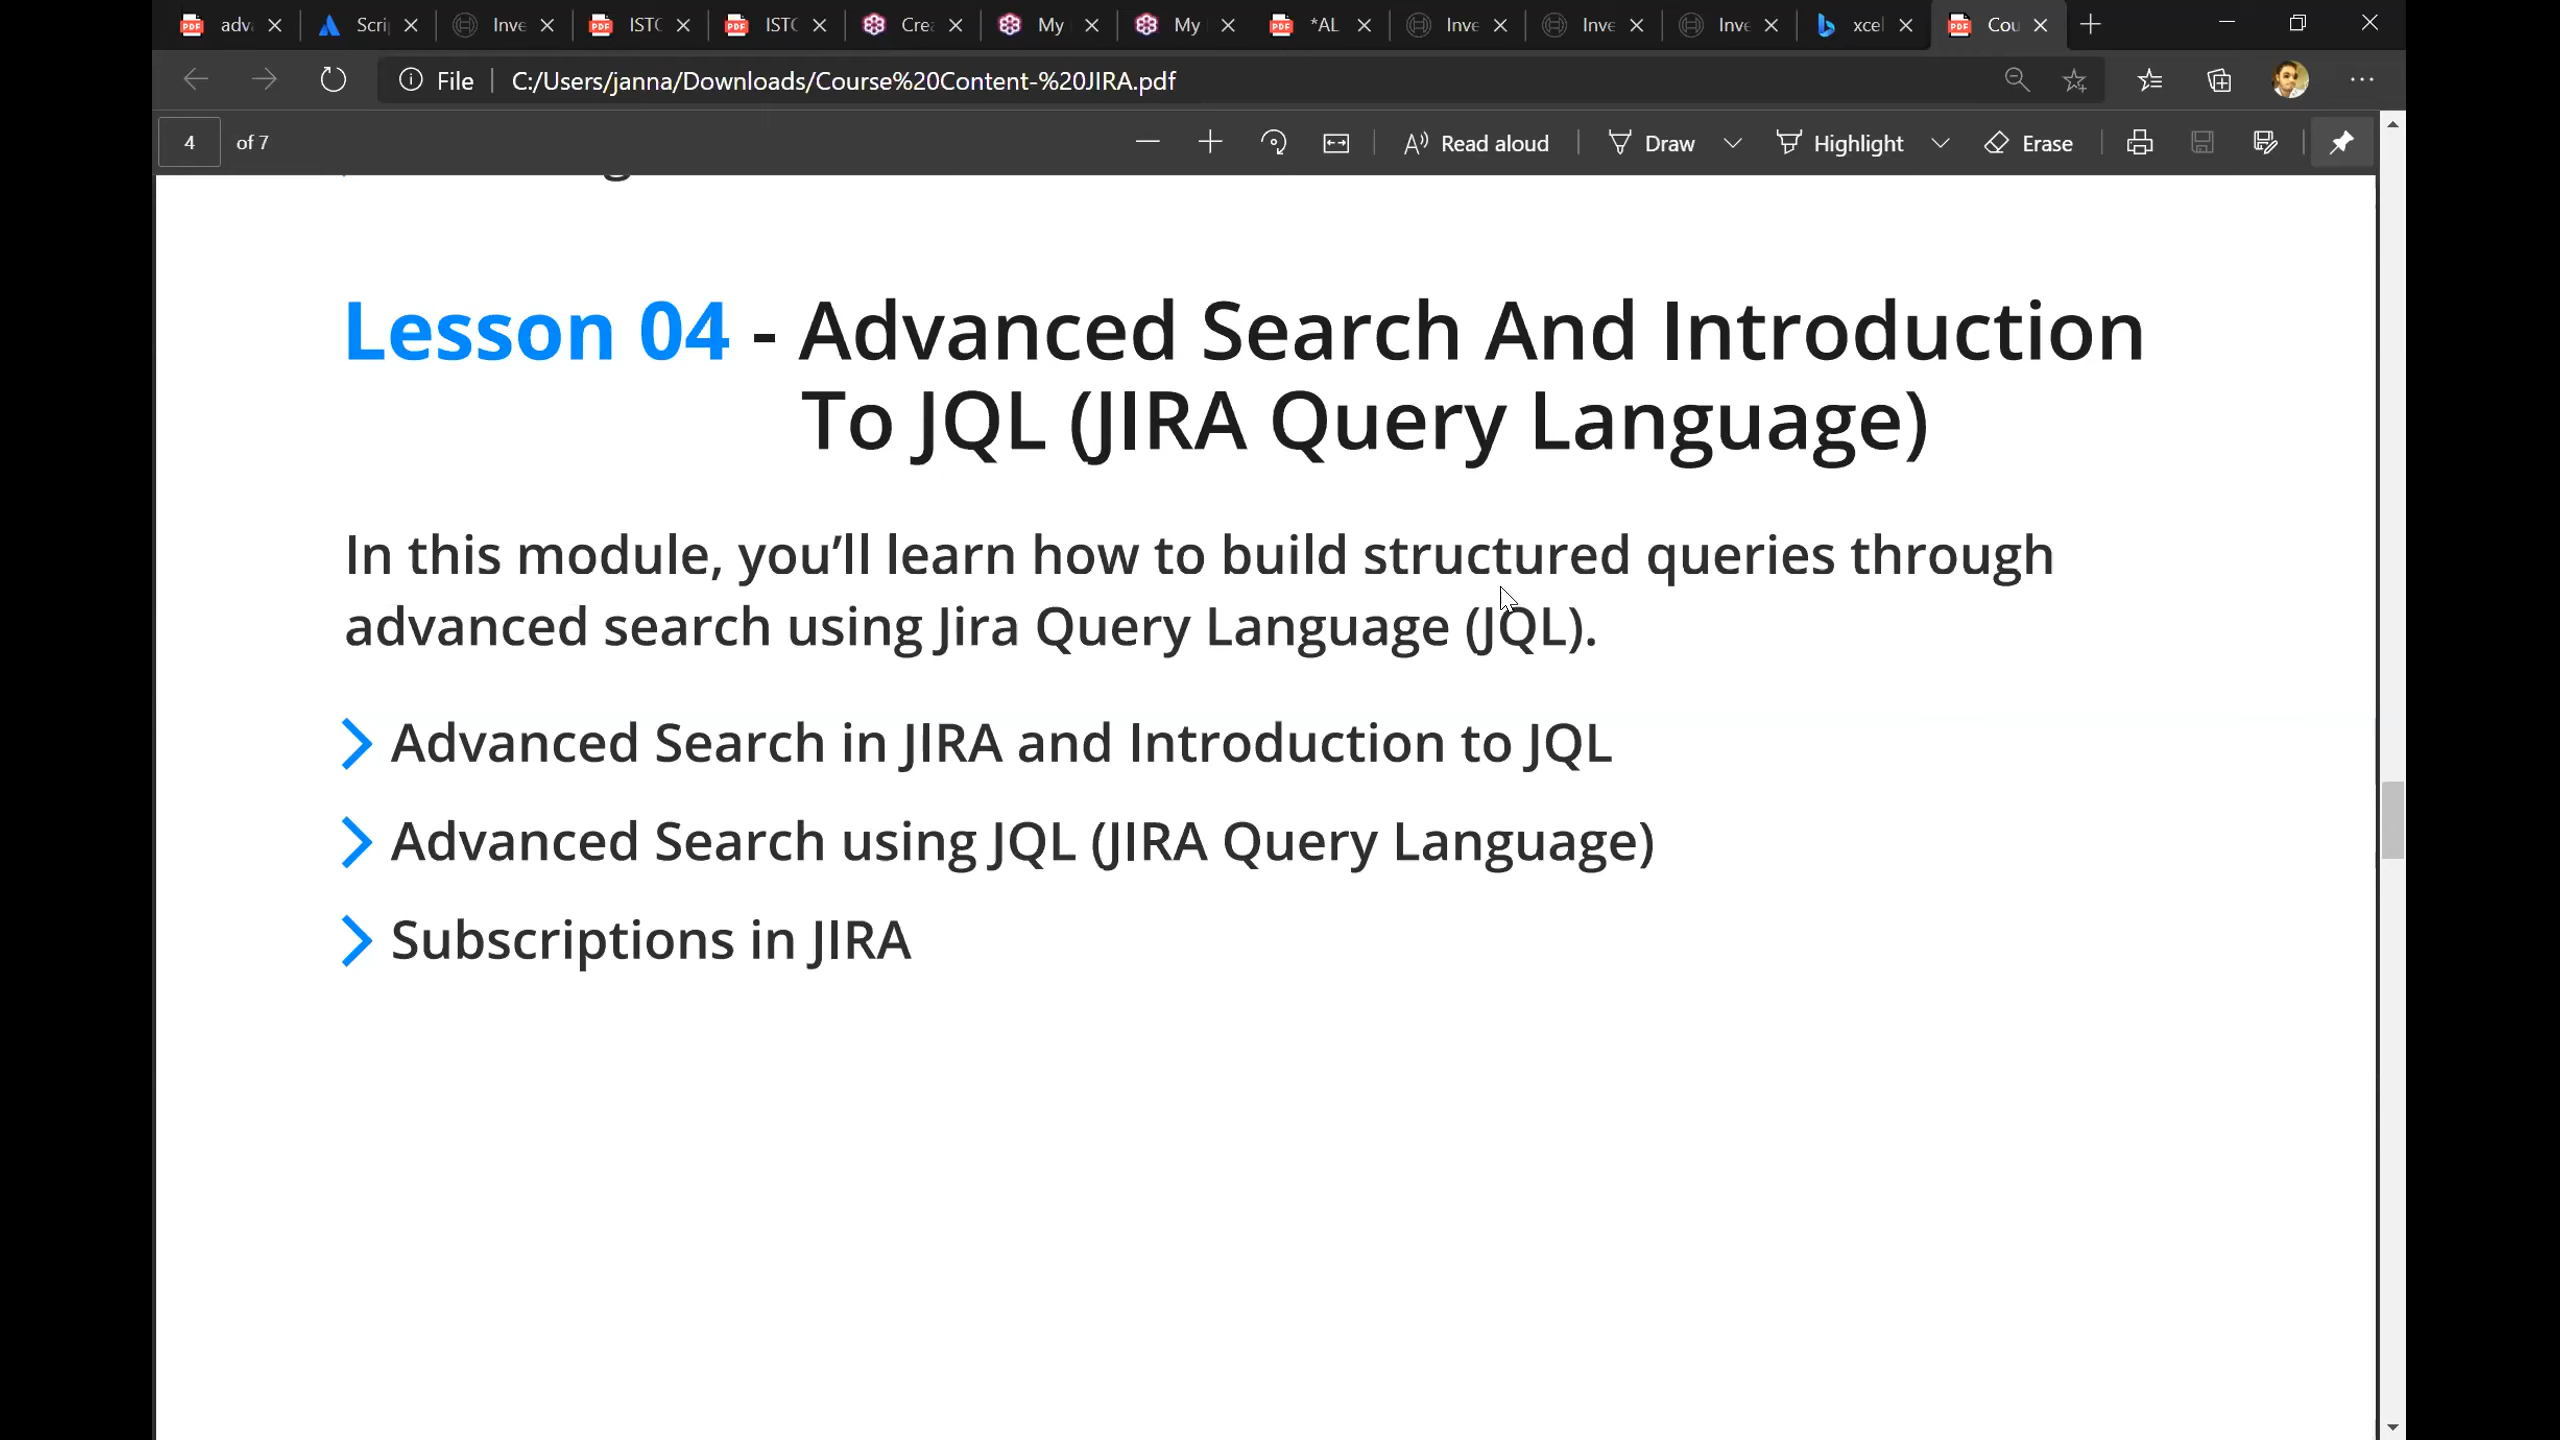 adv
Scri
Inve
ISTC
ISTC
Cre
My
My
*AL
Inve
Inve
Inve
xcel
Cou
File
C:/Users/janna/Downloads/Course%20Content-%20JIRA.pdf
4 of 7
Read aloud
Draw
Highlight
Erase
Lesson 04 - Advanced Search And Introduction
To JQL (JIRA Query Language)
In this module, you’ll learn how to build structured queries through
advanced search using Jira Query Language (JQL).
Advanced Search in JIRA and Introduction to JQL
Advanced Search using JQL (JIRA Query Language)
Subscriptions in JIRA